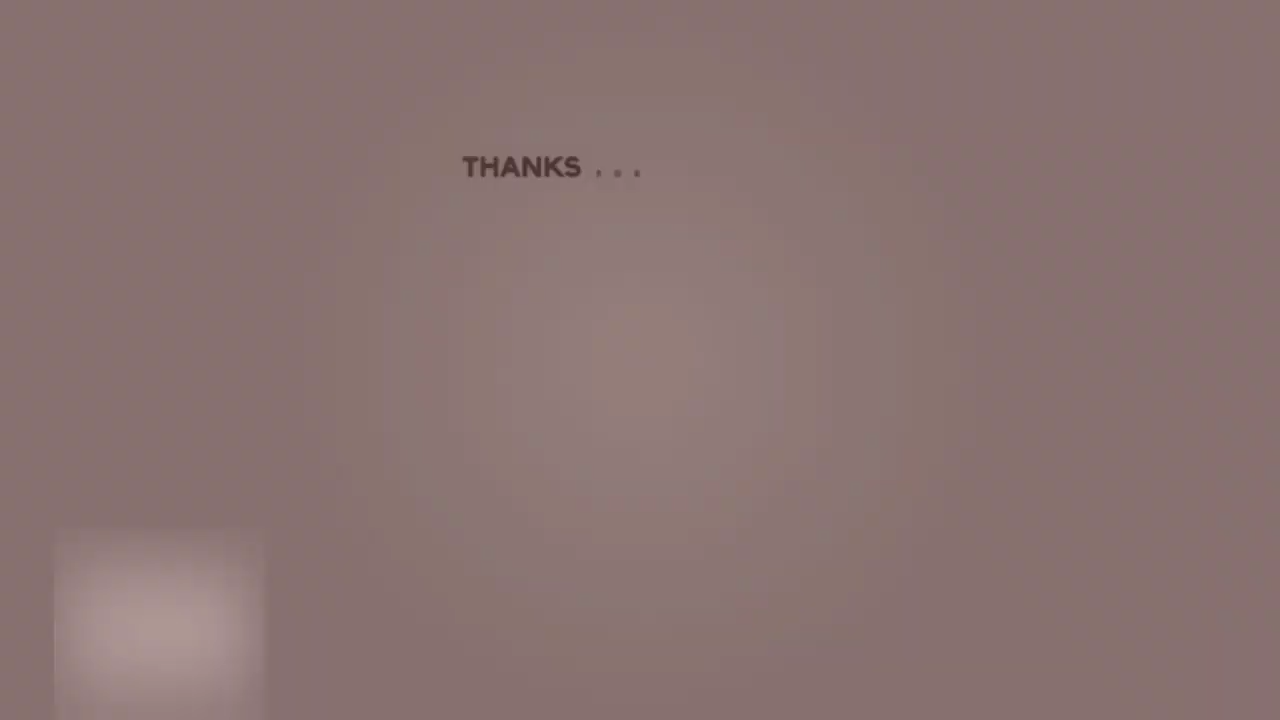 THANKS . . .